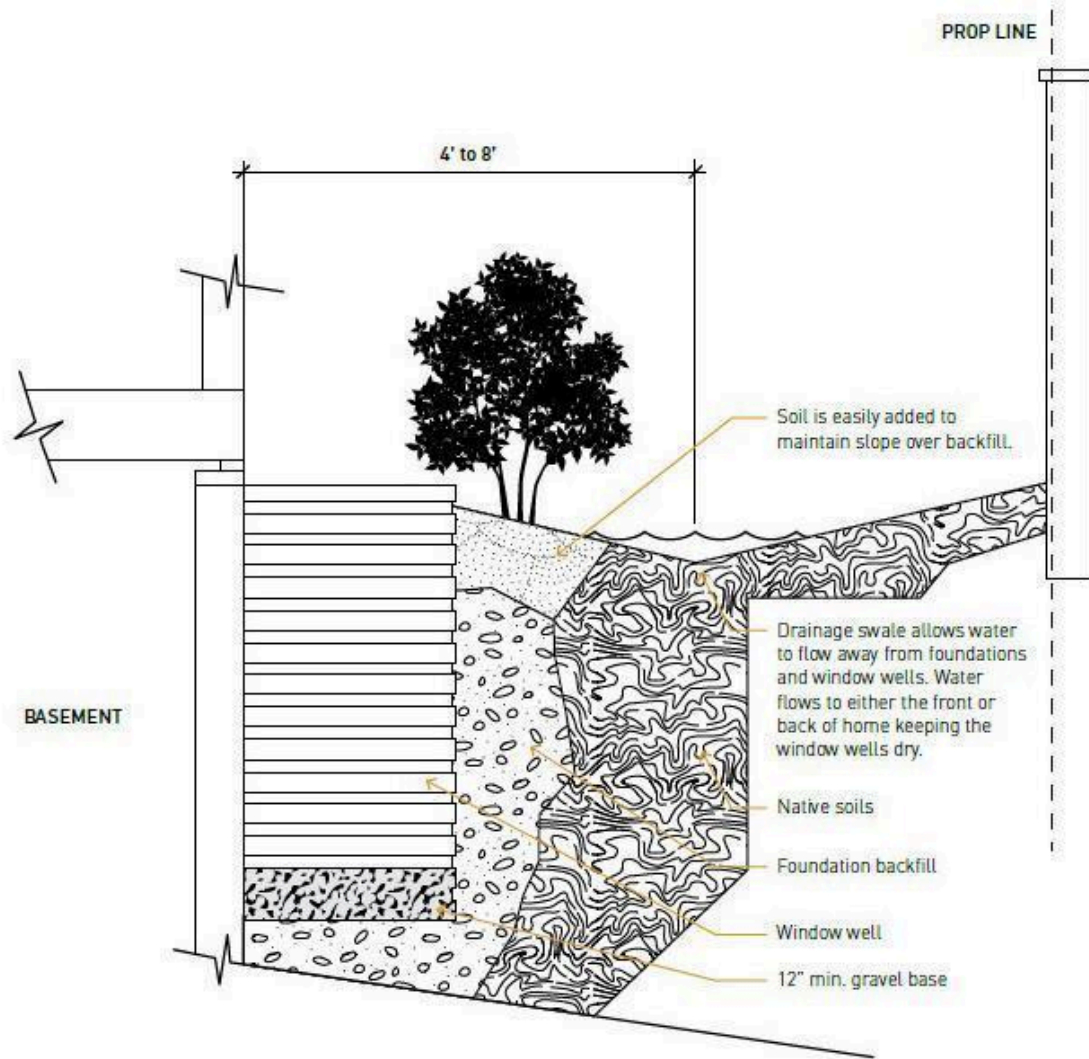 PROP LINE
4' to 8'
Soil is easily added to
maintain slope over backfill.
Drainage swale allows water
to flow away from foundations
and window wells. Water
flows to either the front or
back of home keeping the
window wells dry.
BASEMENT
Native soils
Foundation backfill
Window well
12" min. gravel base